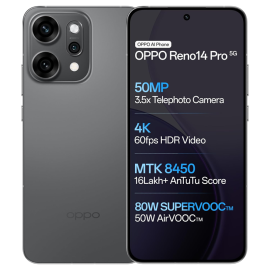 OPPO AI Phone
OPPO Reno14 Pro 5G
50MP
3.5x Telephoto Camera
4K
60fps HDR Video
MTK 8450
16Lakh+ AnTuTu Score
80W SUPERVOOC™
50W AirVOOC™
oppo